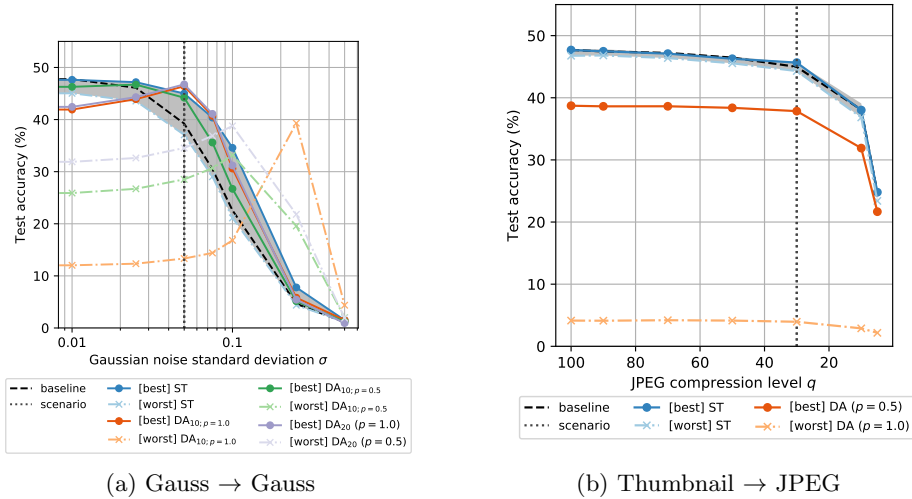 50
40
30
20
10
0
Test accuracy (%)
0.01
0.1
Gaussian noise standard deviation σ
baseline
scenario
[best] ST
[worst] ST
[best] DA₁₀; p=1.0
[worst] DA₁₀; p=1.0
[best] DA₁₀; p=0.5
[worst] DA₁₀; p=0.5
[best] DA₂₀ (p = 1.0)
[worst] DA₂₀ (p = 0.5)
(a) Gauss → Gauss
50
40
30
20
10
0
Test accuracy (%)
100
80
60
40
20
JPEG compression level q
baseline
scenario
[best] ST
[worst] ST
[best] DA (p = 0.5)
[worst] DA (p = 1.0)
(b) Thumbnail → JPEG